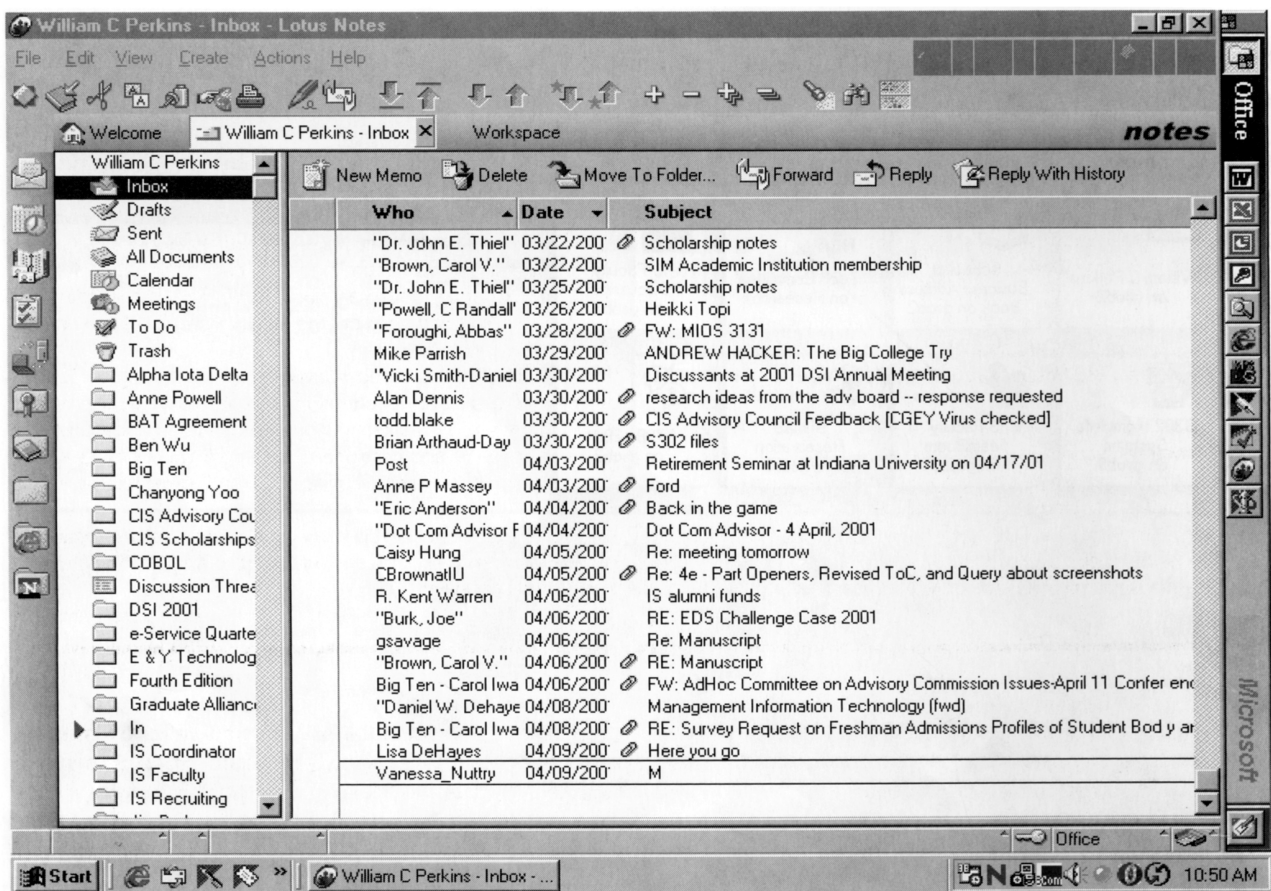 William C Perkins - Inbox - Lotus Notes
File Edit View Create Actions Help
Welcome William C Perkins - Inbox Workspace notes
William C Perkins
Inbox
Drafts
Sent
All Documents
Calendar
Meetings
To Do
Trash
Alpha Iota Delta
Anne Powell
BAT Agreement
Ben Wu
Big Ten
Chanyong Yoo
CIS Advisory Cou
CIS Scholarships
COBOL
Discussion Threa
DSI 2001
e-Service Quarte
E & Y Technolog
Fourth Edition
Graduate Allianc
In
IS Coordinator
IS Faculty
IS Recruiting
New Memo Delete Move To Folder... Forward Reply Reply With History
Who Date Subject
"Dr. John E. Thiel" 03/22/200 Scholarship notes
"Brown, Carol V." 03/22/200 SIM Academic Institution membership
"Dr. John E. Thiel" 03/25/200 Scholarship notes
"Powell, C Randall" 03/26/200 Heikki Topi
"Foroughi, Abbas" 03/28/200 FW: MIOS 3131
Mike Parrish 03/29/200 ANDREW HACKER: The Big College Try
"Vicki Smith-Daniel 03/30/200 Discussants at 2001 DSI Annual Meeting
Alan Dennis 03/30/200 research ideas from the adv board -- response requested
todd.blake 03/30/200 CIS Advisory Council Feedback [CGEY Virus checked]
Brian Arthaud-Day 03/30/200 S302 files
Post 04/03/200 Retirement Seminar at Indiana University on 04/17/01
Anne P Massey 04/03/200 Ford
"Eric Anderson" 04/04/200 Back in the game
"Dot Com Advisor F 04/04/200 Dot Com Advisor - 4 April, 2001
Caisy Hung 04/05/200 Re: meeting tomorrow
CBrownatIU 04/05/200 Re: 4e - Part Openers, Revised ToC, and Query about screenshots
R. Kent Warren 04/06/200 IS alumni funds
"Burk, Joe" 04/06/200 RE: EDS Challenge Case 2001
gsavage 04/06/200 Re: Manuscript
"Brown, Carol V." 04/06/200 RE: Manuscript
Big Ten - Carol Iwa 04/06/200 FW: AdHoc Committee on Advisory Commission Issues-April 11 Confer enc
"Daniel W. Dehaye 04/08/200 Management Information Technology (fwd)
Big Ten - Carol Iwa 04/08/200 RE: Survey Request on Freshman Admissions Profiles of Student Bod y ar
Lisa DeHayes 04/09/200 Here you go
Vanessa_Nuttry 04/09/200 M
Office
Microsoft
Office
Start » William C Perkins - Inbox - ... 10:50 AM